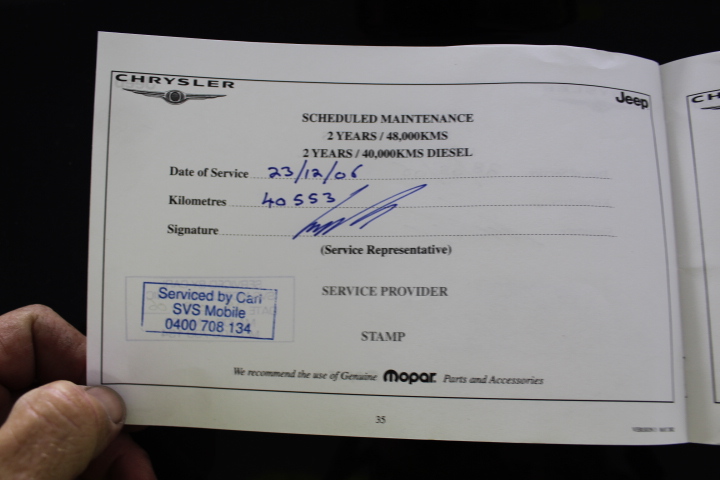 CHRYSLER
Jeep
SCHEDULED MAINTENANCE
2 YEARS / 48,000KMS
2 YEARS / 40,000KMS DIESEL
Date of Service 23/12/06
Kilometres 40553
Signature
(Service Representative)
Serviced by Carl
SVS Mobile
0400 708 134
SERVICE PROVIDER
STAMP
We recommend the use of Genuine Mopar. Parts and Accessories
35
CH